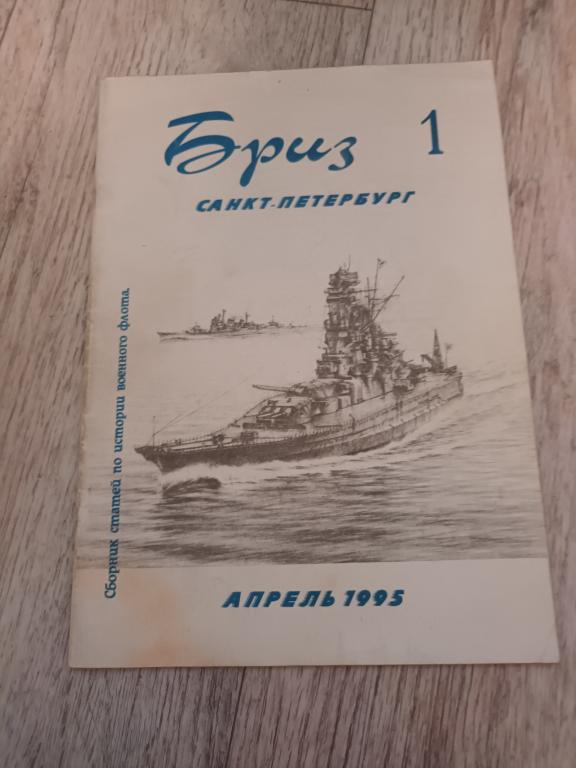 Бриз 1
САНКТ-ПЕТЕРБУРГ
Сборник статей по истории военного флота.
АПРЕЛЬ 1995